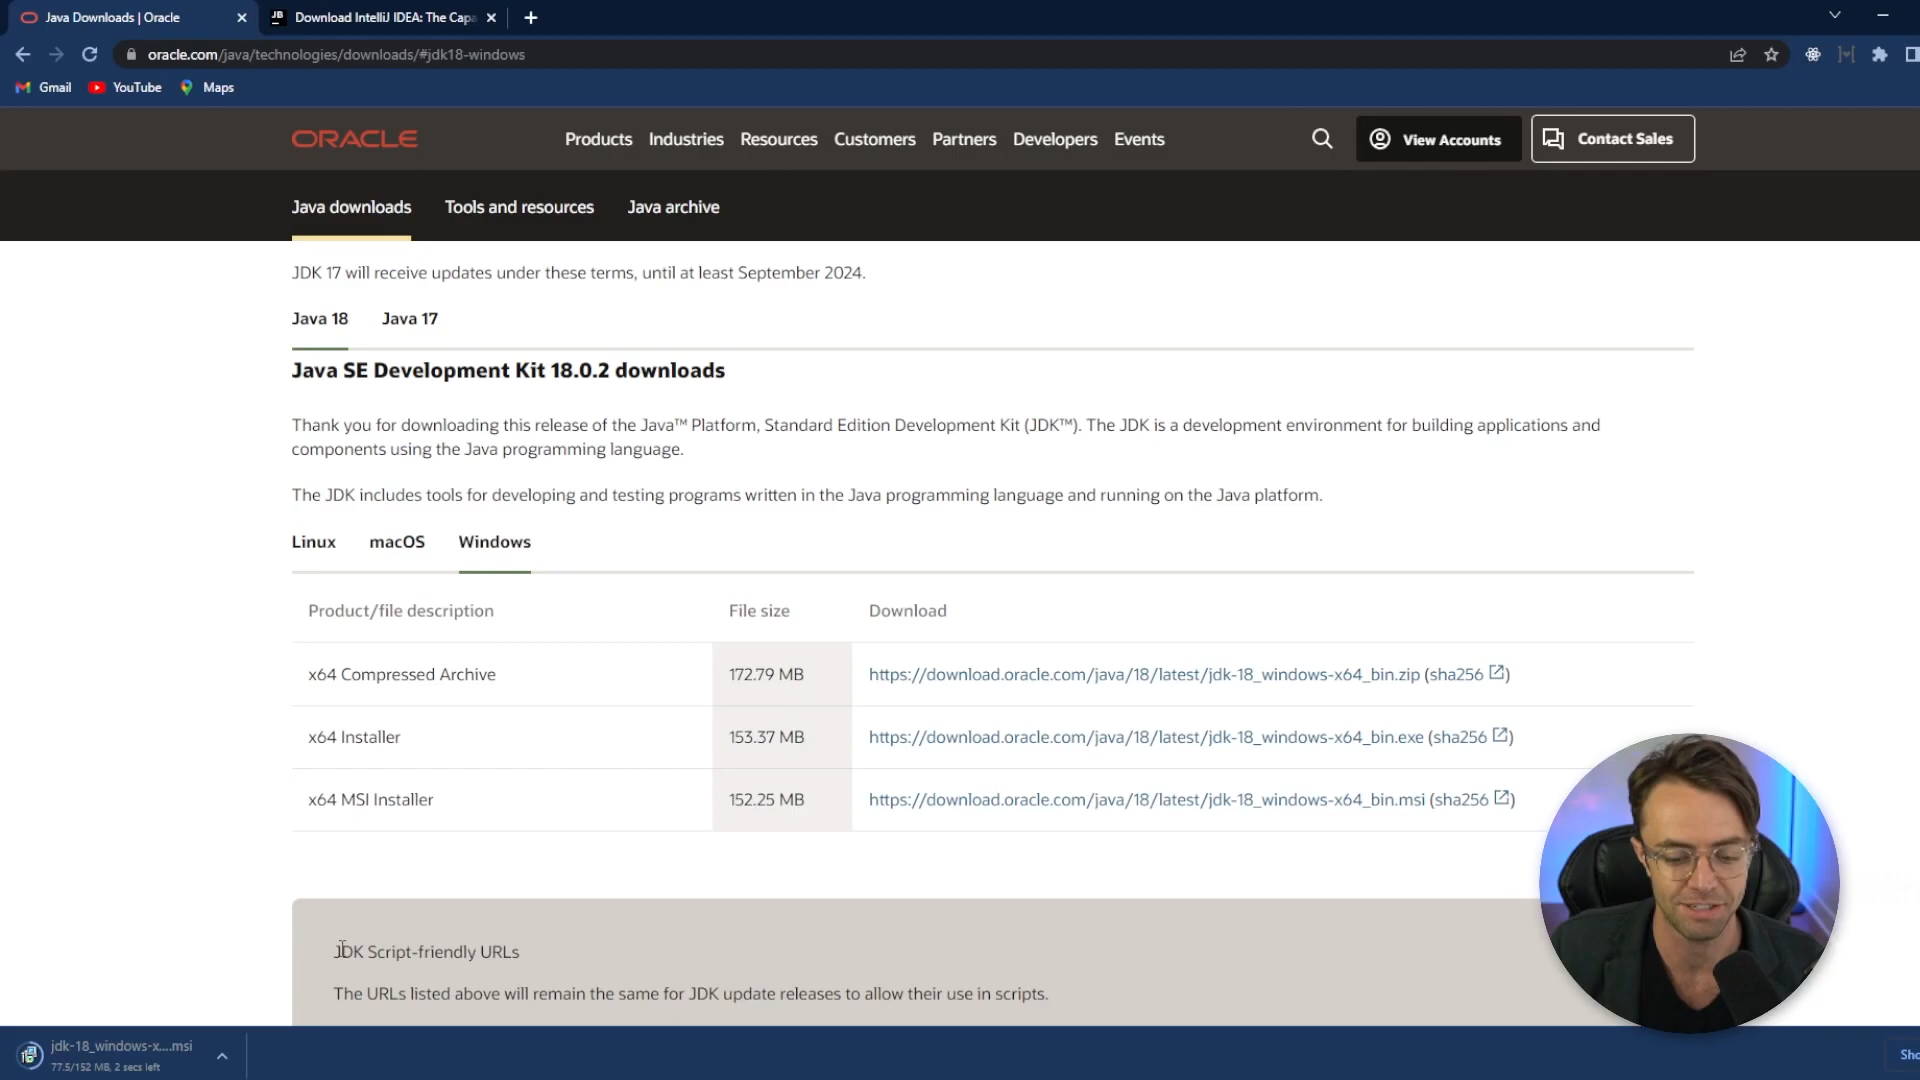 Java Downloads | Oracle
Download IntelliJ IDEA: The Capa
oracle.com/java/technologies/downloads/#jdk18-windows
Gmail YouTube Maps
ORACLE Products Industries Resources Customers Partners Developers Events View Accounts Contact Sales
Java downloads Tools and resources Java archive
JDK 17 will receive updates under these terms, until at least September 2024.
Java 18 Java 17
Java SE Development Kit 18.0.2 downloads
Thank you for downloading this release of the Java™ Platform, Standard Edition Development Kit (JDK™). The JDK is a development environment for building applications and
components using the Java programming language.
The JDK includes tools for developing and testing programs written in the Java programming language and running on the Java platform.
Linux macOS Windows
Product/file description File size Download
x64 Compressed Archive 172.79 MB https://download.oracle.com/java/18/latest/jdk-18_windows-x64_bin.zip (sha256)
x64 Installer 153.37 MB https://download.oracle.com/java/18/latest/jdk-18_windows-x64_bin.exe (sha256)
x64 MSI Installer 152.25 MB https://download.oracle.com/java/18/latest/jdk-18_windows-x64_bin.msi (sha256)
JDK Script-friendly URLs
The URLs listed above will remain the same for JDK update releases to allow their use in scripts.
jdk-18_windows-x....msi
77.5/152 MB, 2 secs left
Sho